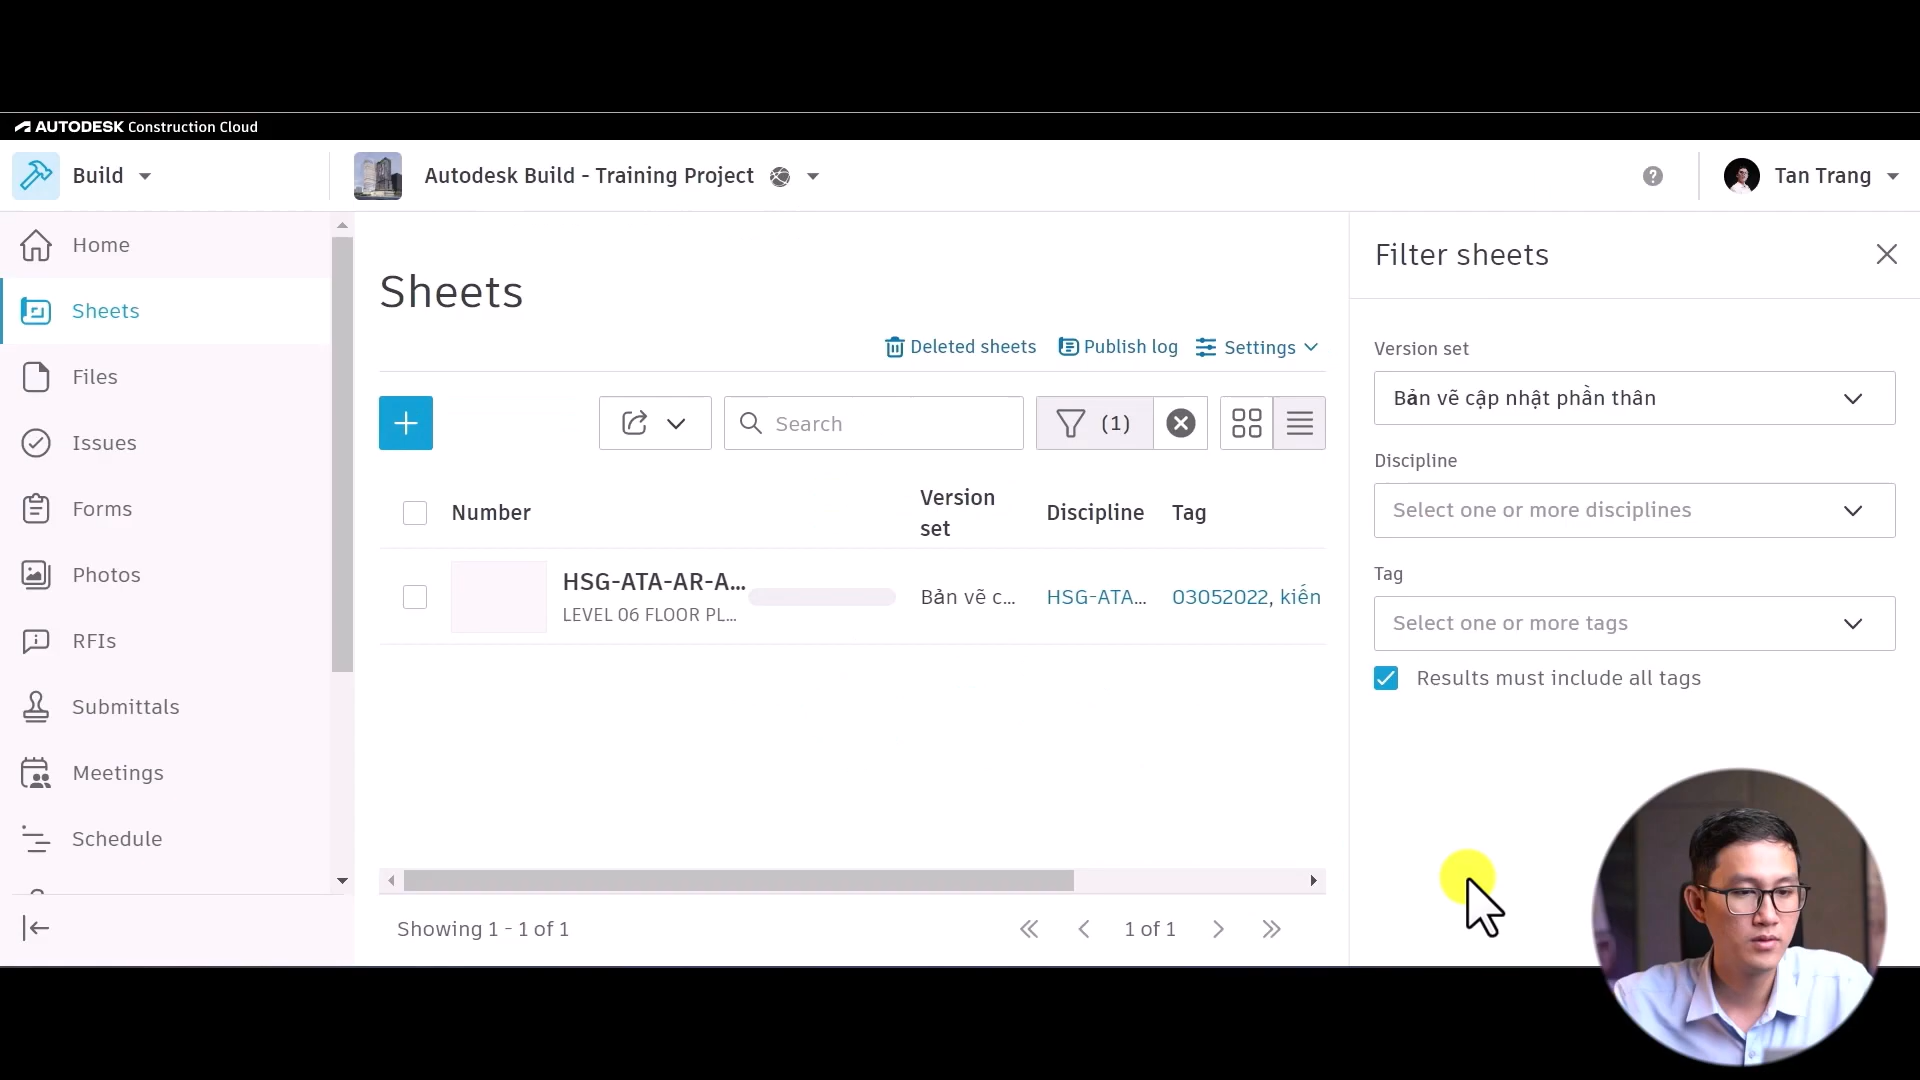 AUTODESK Construction Cloud
Build
Autodesk Build - Training Project
Tan Trang
Home
Sheets
Files
Issues
Forms
Photos
RFIs
Submittals
Meetings
Schedule
Sheets
Deleted sheets
Publish log
Settings
Search
(1)
Number
Version
set
Discipline
Tag
HSG-ATA-AR-A...
LEVEL 06 FLOOR PL...
Bản vẽ c...
HSG-ATA...
03052022, kiến
Showing 1 - 1 of 1
1 of 1
Filter sheets
Version set
Bản vẽ cập nhật phần thân
Discipline
Select one or more disciplines
Tag
Select one or more tags
Results must include all tags